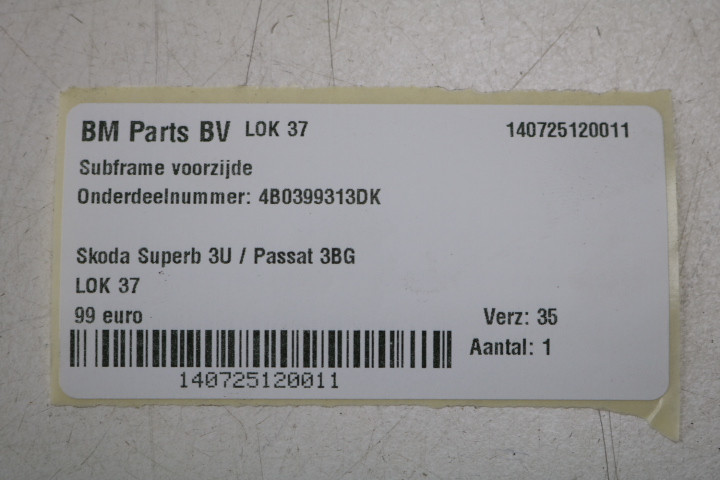 BM Parts BV LOK 37 140725120011
Subframe voorzijde
Onderdeelnummer: 4B0399313DK
Skoda Superb 3U / Passat 3BG
LOK 37
99 euro Verz: 35
Aantal: 1
140725120011